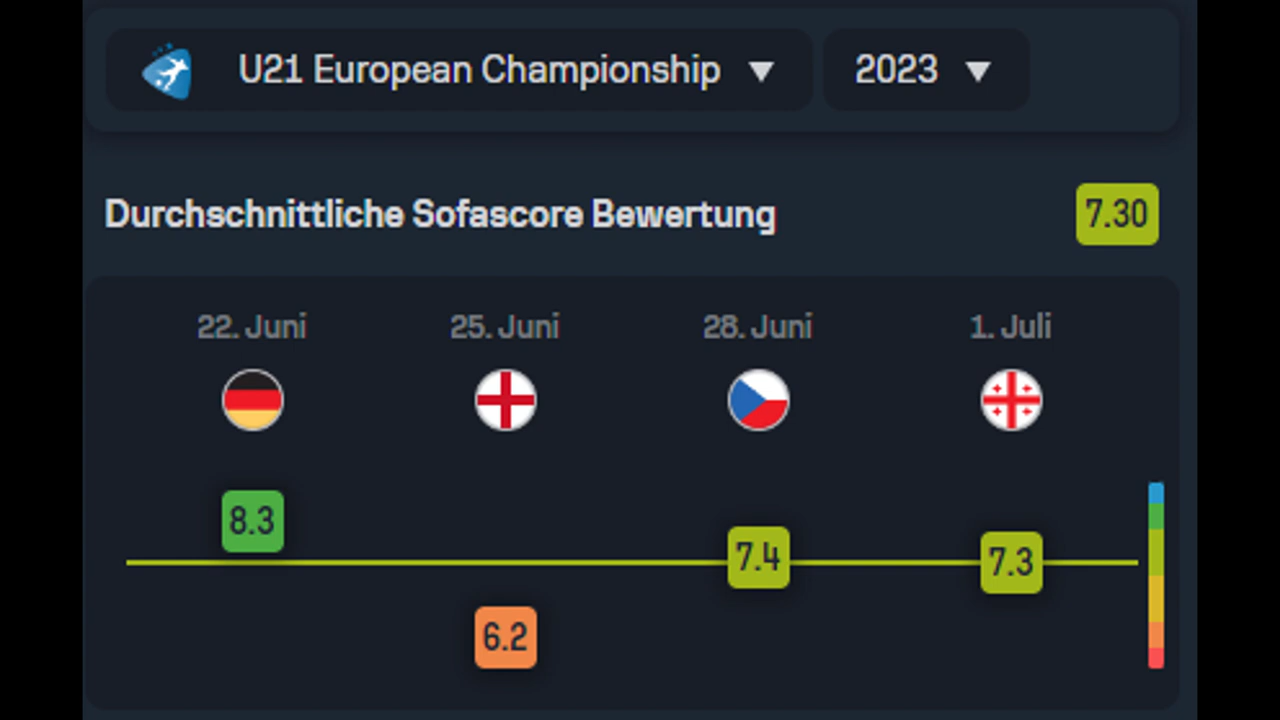 U21 European Championship ▼ 2023 ▼
Durchschnittliche Sofascore Bewertung 7.30
22. Juni 25. Juni 28. Juni 1. Juli
8.3
7.4 7.3
6.2